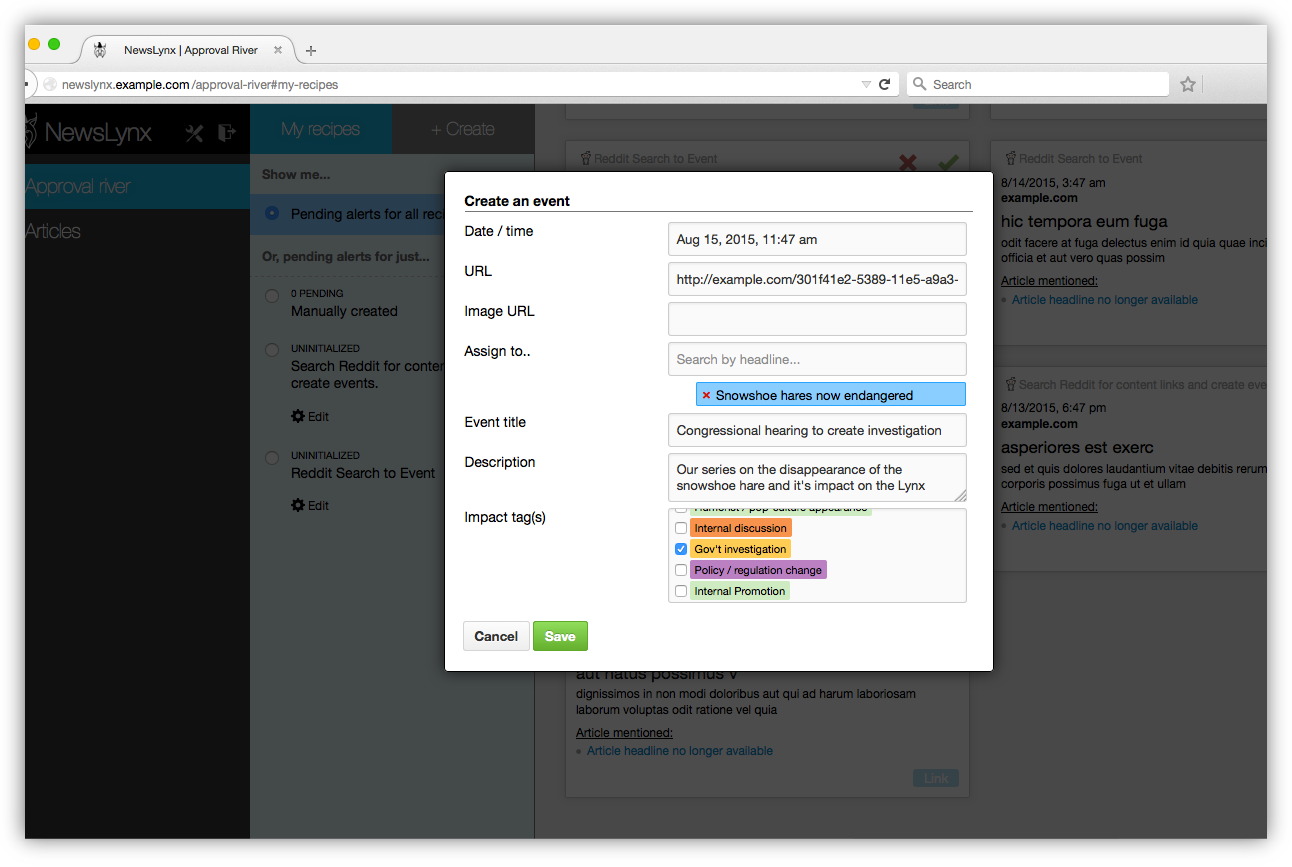 NewsLynx | Approval River
newslynx.example.com/approval-river#my-recipes
Search
NewsLynx
My recipes
+ Create
Approval river
Articles
Show me...
Pending alerts for all reci
Or, pending alerts for just...
0 PENDING
Manually created
UNINITIALIZED
Search Reddit for conten
create events.
Edit
UNINITIALIZED
Reddit Search to Event
Edit
Reddit Search to Event
Create an event
Date / time
Aug 15, 2015, 11:47 am
URL
http://example.com/301f41e2-5389-11e5-a9a3-
Image URL
Assign to..
Search by headline...
Snowshoe hares now endangered
Event title
Congressional hearing to create investigation
Description
Our series on the disappearance of the
snowshoe hare and it's impact on the Lynx
Impact tag(s)
Humorist / pop-culture appearance
Internal discussion
Gov't investigation
Policy / regulation change
Internal Promotion
Cancel
Save
aut natus possimus v
dignissimos in non modi doloribus aut qui ad harum laboriosam
laborum voluptas odit ratione vel quia
Article mentioned:
Article headline no longer available
Link
Reddit Search to Event
8/14/2015, 3:47 am
example.com
hic tempora eum fuga
odit facere at fuga delectus enim id quia quae inci
officia et aut vero quas possim
Article mentioned:
Article headline no longer available
Search Reddit for content links and create eve
8/13/2015, 6:47 pm
example.com
asperiores est exerc
sed et quis dolores laudantium vitae debitis rerum
corporis possimus fuga ut et ullam
Article mentioned:
Article headline no longer available